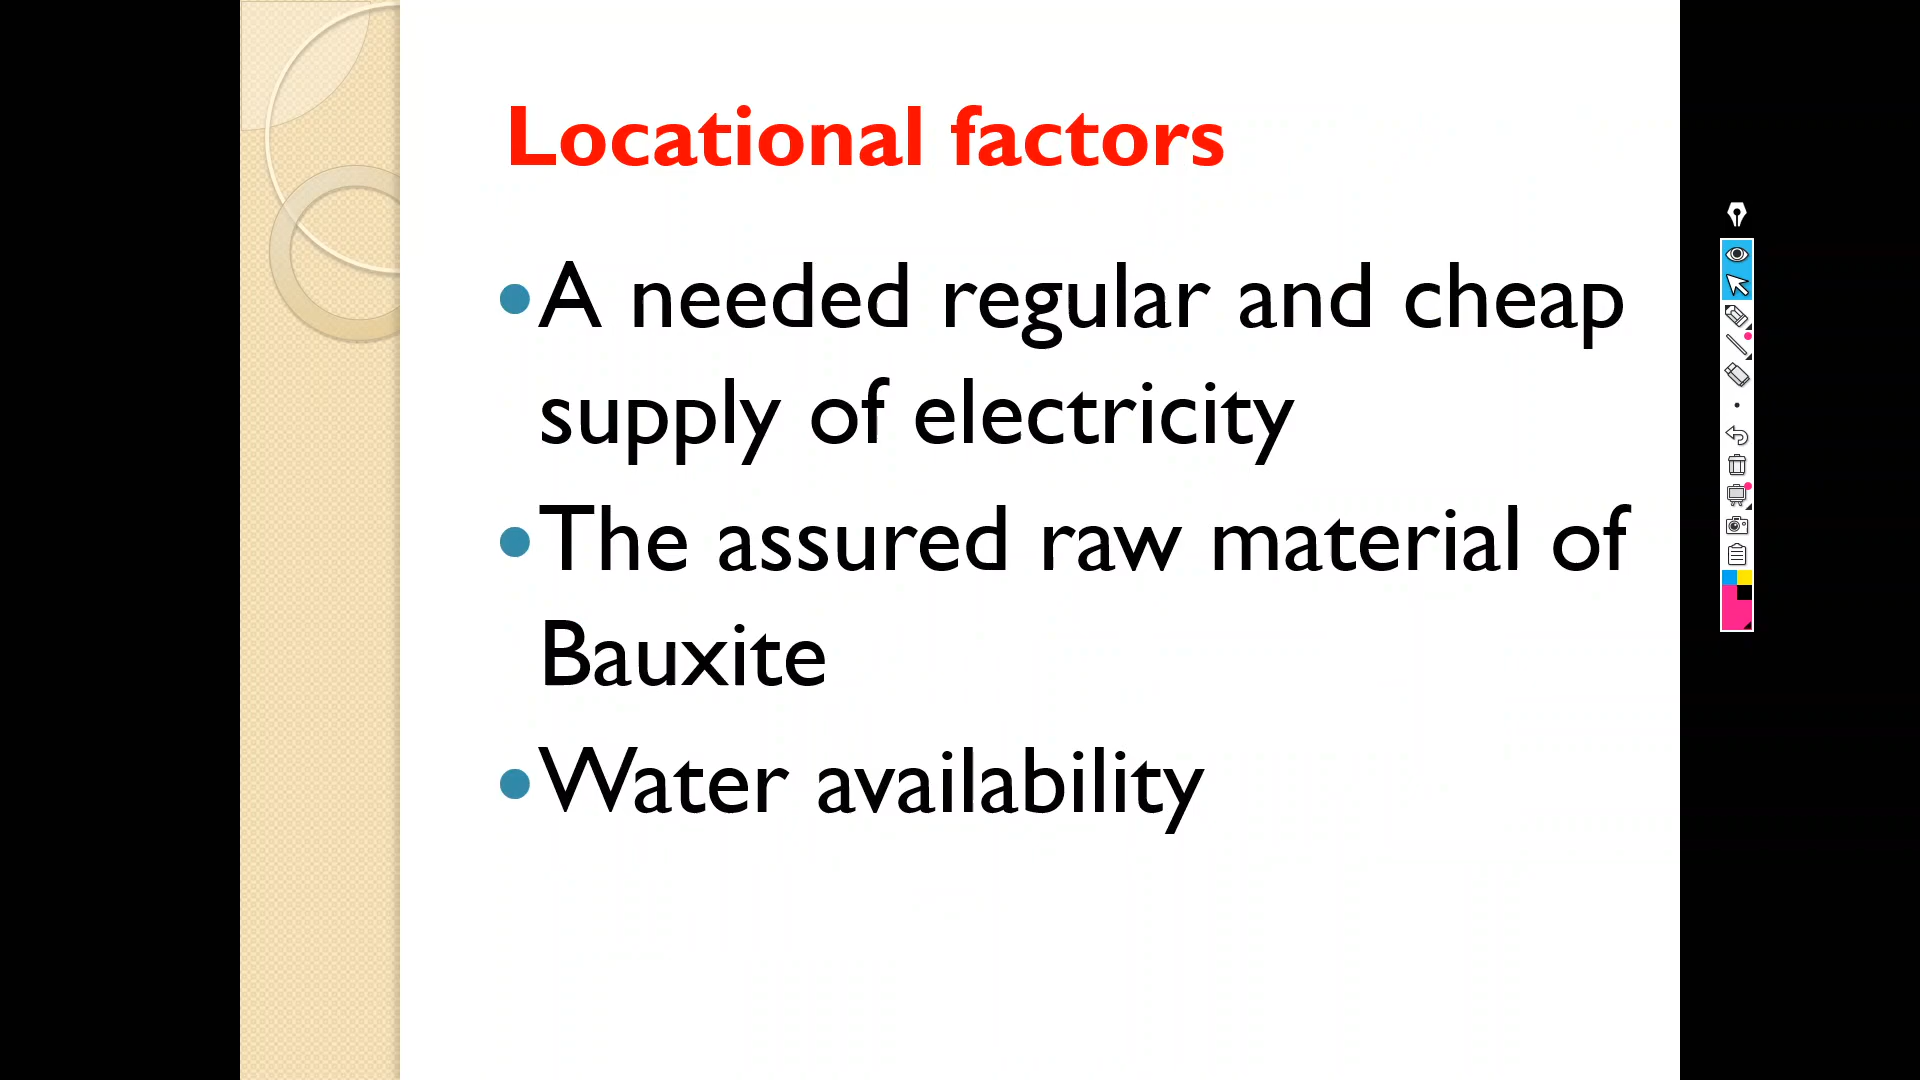 Locational factors
•A needed regular and cheap
supply of electricity
•The assured raw material of
Bauxite
•Water availability